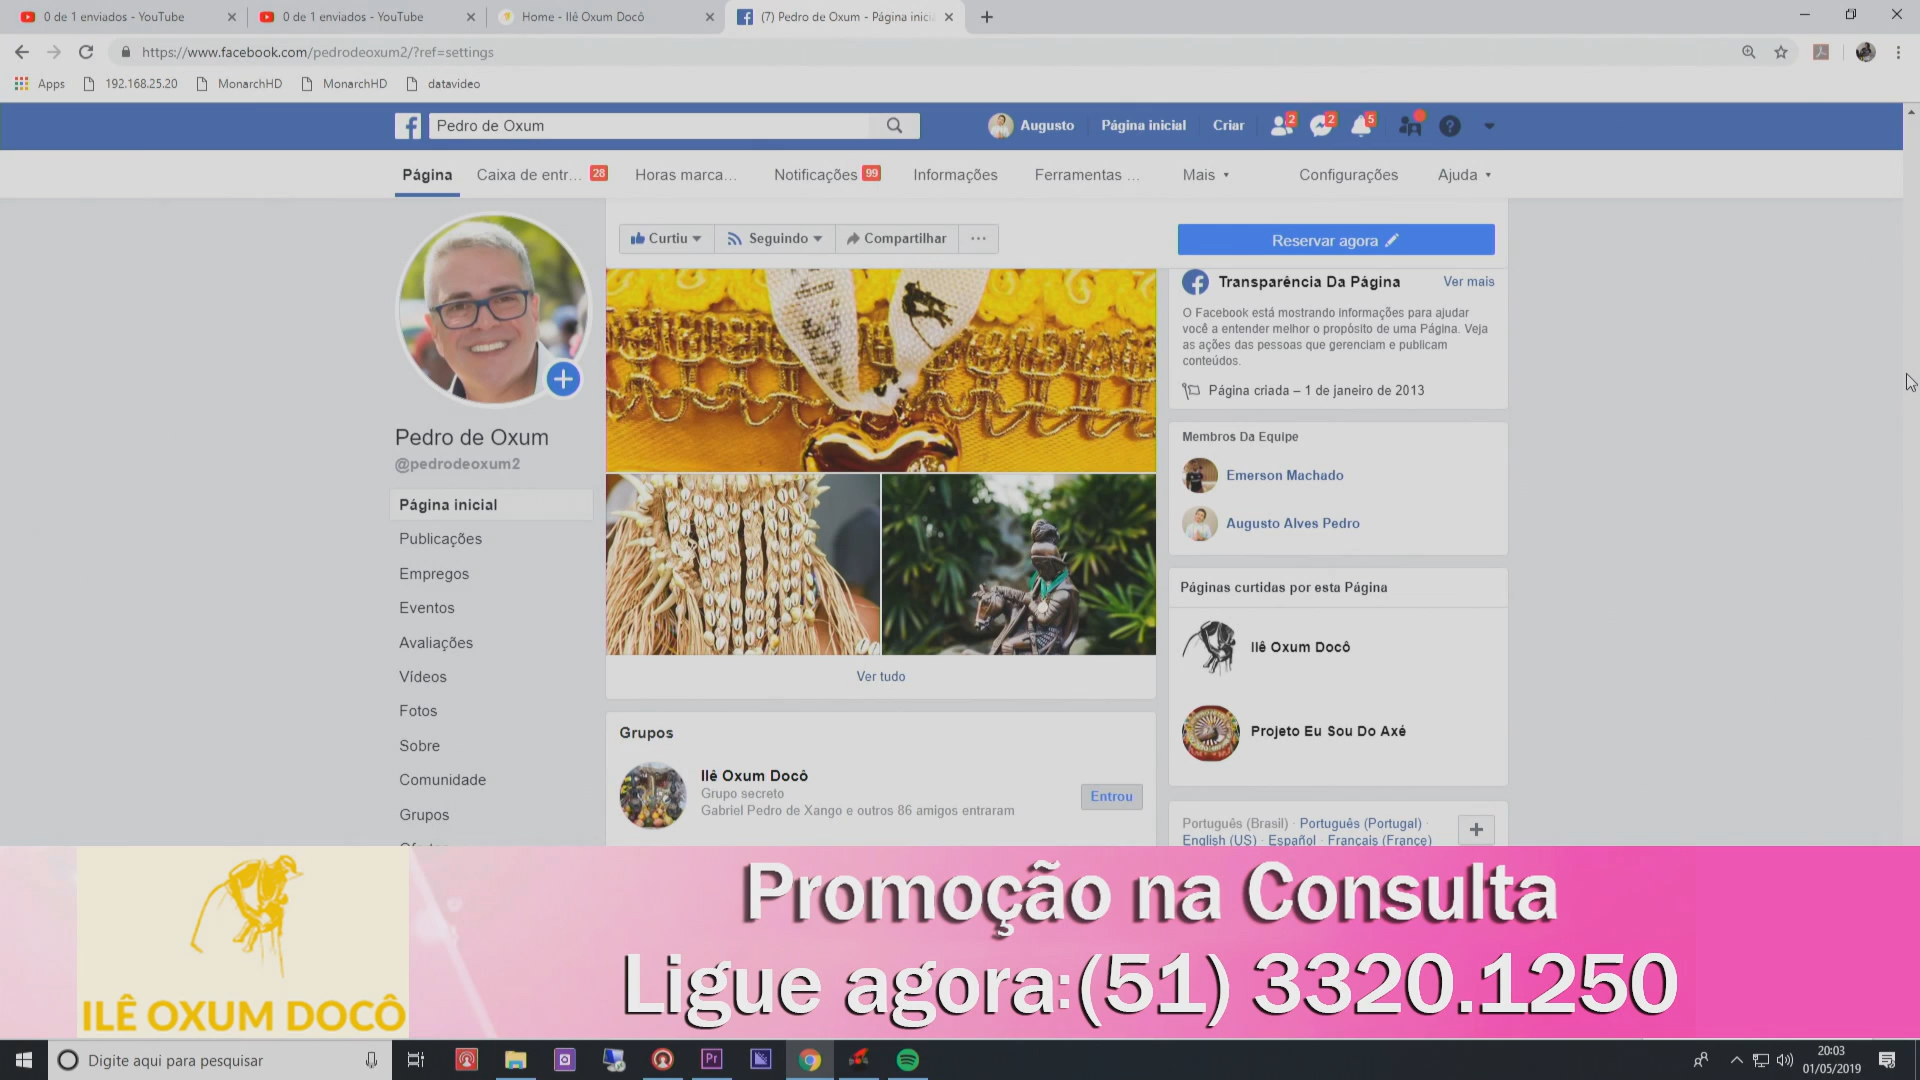 0 de 1 enviados - YouTube
0 de 1 enviados - YouTube
Home - Ilê Oxum Docô
(7) Pedro de Oxum - Página inici
https://www.facebook.com/pedrodeoxum2/?ref=settings
Apps
192.168.25.20
MonarchHD
MonarchHD
datavideo
Pedro de Oxum
Augusto
Página inicial
Criar
2
2
5
Página
Caixa de entr... 28
Horas marca...
Notificações 99
Informações
Ferramentas ...
Mais
Configurações
Ajuda
Curtiu
Seguindo
Compartilhar
Reservar agora
Pedro de Oxum
@pedrodeoxum2
Página inicial
Publicações
Empregos
Eventos
Avaliações
Vídeos
Fotos
Sobre
Comunidade
Grupos
Ver tudo
Grupos
Ilê Oxum Docô
Grupo secreto
Gabriel Pedro de Xango e outros 86 amigos entraram
Entrou
Transparência Da Página
Ver mais
O Facebook está mostrando informações para ajudar
você a entender melhor o propósito de uma Página. Veja
as ações das pessoas que gerenciam e publicam
conteúdos.
Página criada – 1 de janeiro de 2013
Membros Da Equipe
Emerson Machado
Augusto Alves Pedro
Páginas curtidas por esta Página
Ilê Oxum Docô
Projeto Eu Sou Do Axé
Português (Brasil) · Português (Portugal) ·
English (US) · Español · Français (France)
ILÊ OXUM DOCÔ
Promoção na Consulta
Ligue agora:(51) 3320.1250
Digite aqui para pesquisar
Pr
20:03
01/05/2019